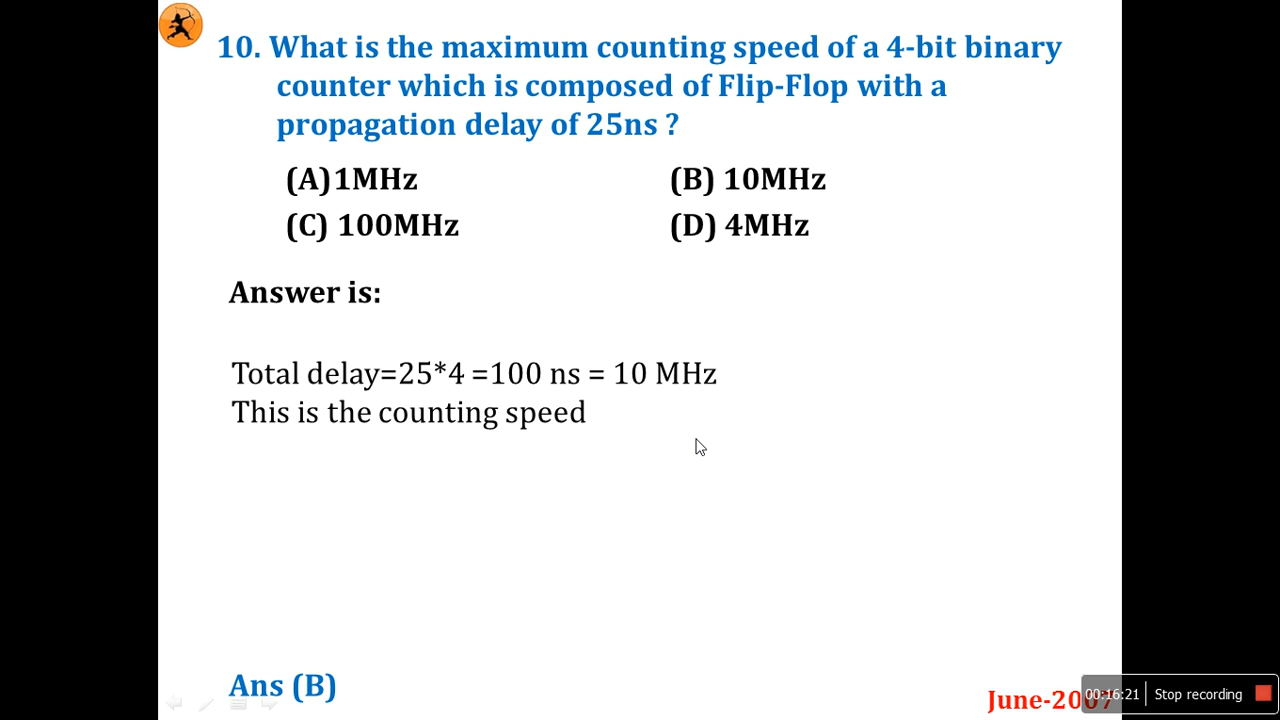 10. What is the maximum counting speed of a 4-bit binary
counter which is composed of Flip-Flop with a
propagation delay of 25ns ?
(A)1MHz (B) 10MHz
(C) 100MHz (D) 4MHz
Answer is:
Total delay=25*4 =100 ns = 10 MHz
This is the counting speed
Ans (B)
June-2007
00:16:21 Stop recording